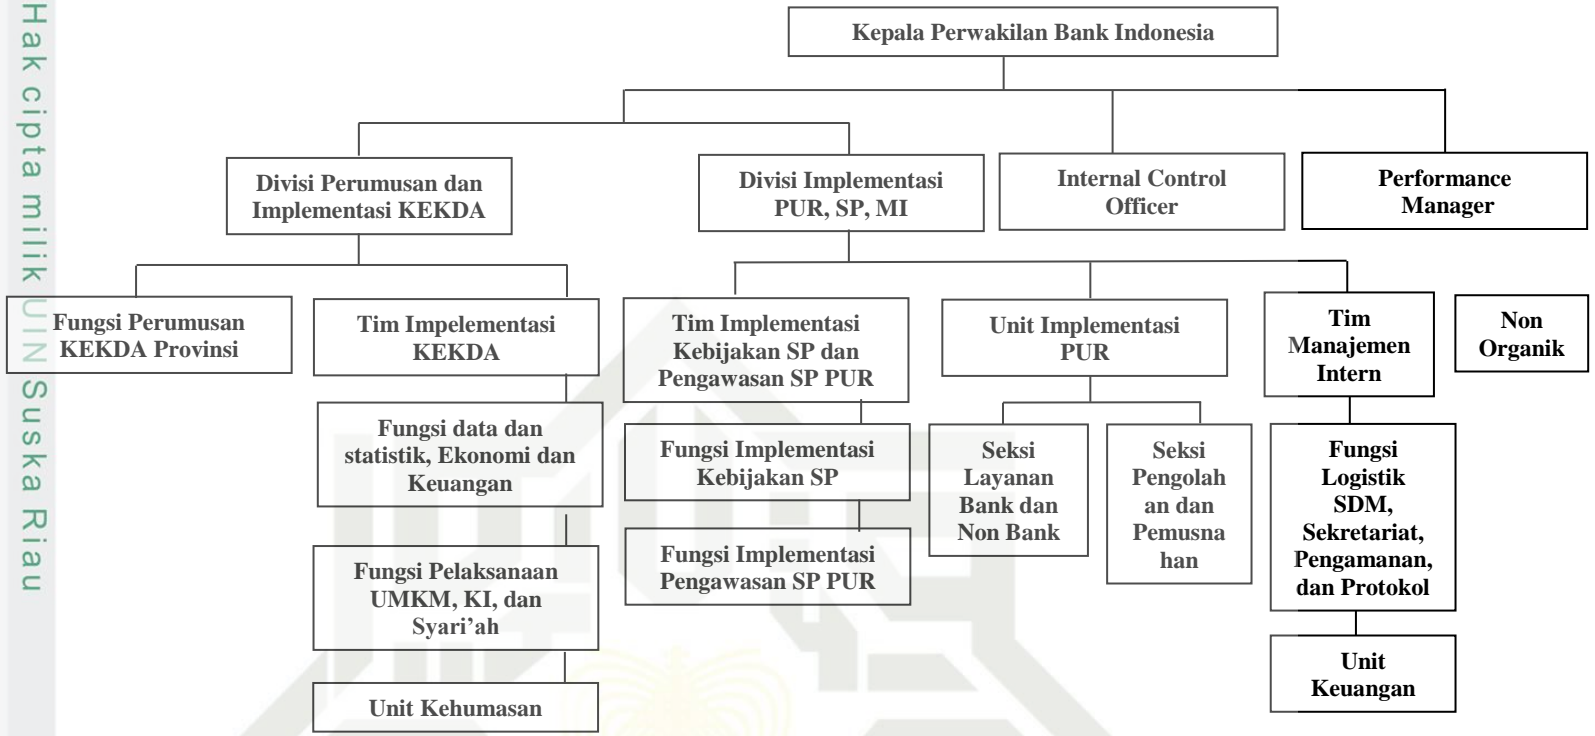 Hak cipta milik UIN Suska Riau
Kepala Perwakilan Bank Indonesia
Divisi Perumusan dan
Implementasi KEKDA
Divisi Implementasi
PUR, SP, MI
Internal Control
Officer
Performance
Manager
Fungsi Perumusan
KEKDA Provinsi
Tim Impelementasi
KEKDA
Tim Implementasi
Kebijakan SP dan
Pengawasan SP PUR
Unit Implementasi
PUR
Tim
Manajemen
Intern
Non
Organik
Fungsi data dan
statistik, Ekonomi dan
Keuangan
Fungsi Implementasi
Kebijakan SP
Seksi
Layanan
Bank dan
Non Bank
Seksi
Pengolah
an dan
Pemusna
han
Fungsi
Logistik
SDM,
Sekretariat,
Pengamanan,
dan Protokol
Fungsi Pelaksanaan
UMKM, KI, dan
Syari’ah
Fungsi Implementasi
Pengawasan SP PUR
Unit
Keuangan
Unit Kehumasan